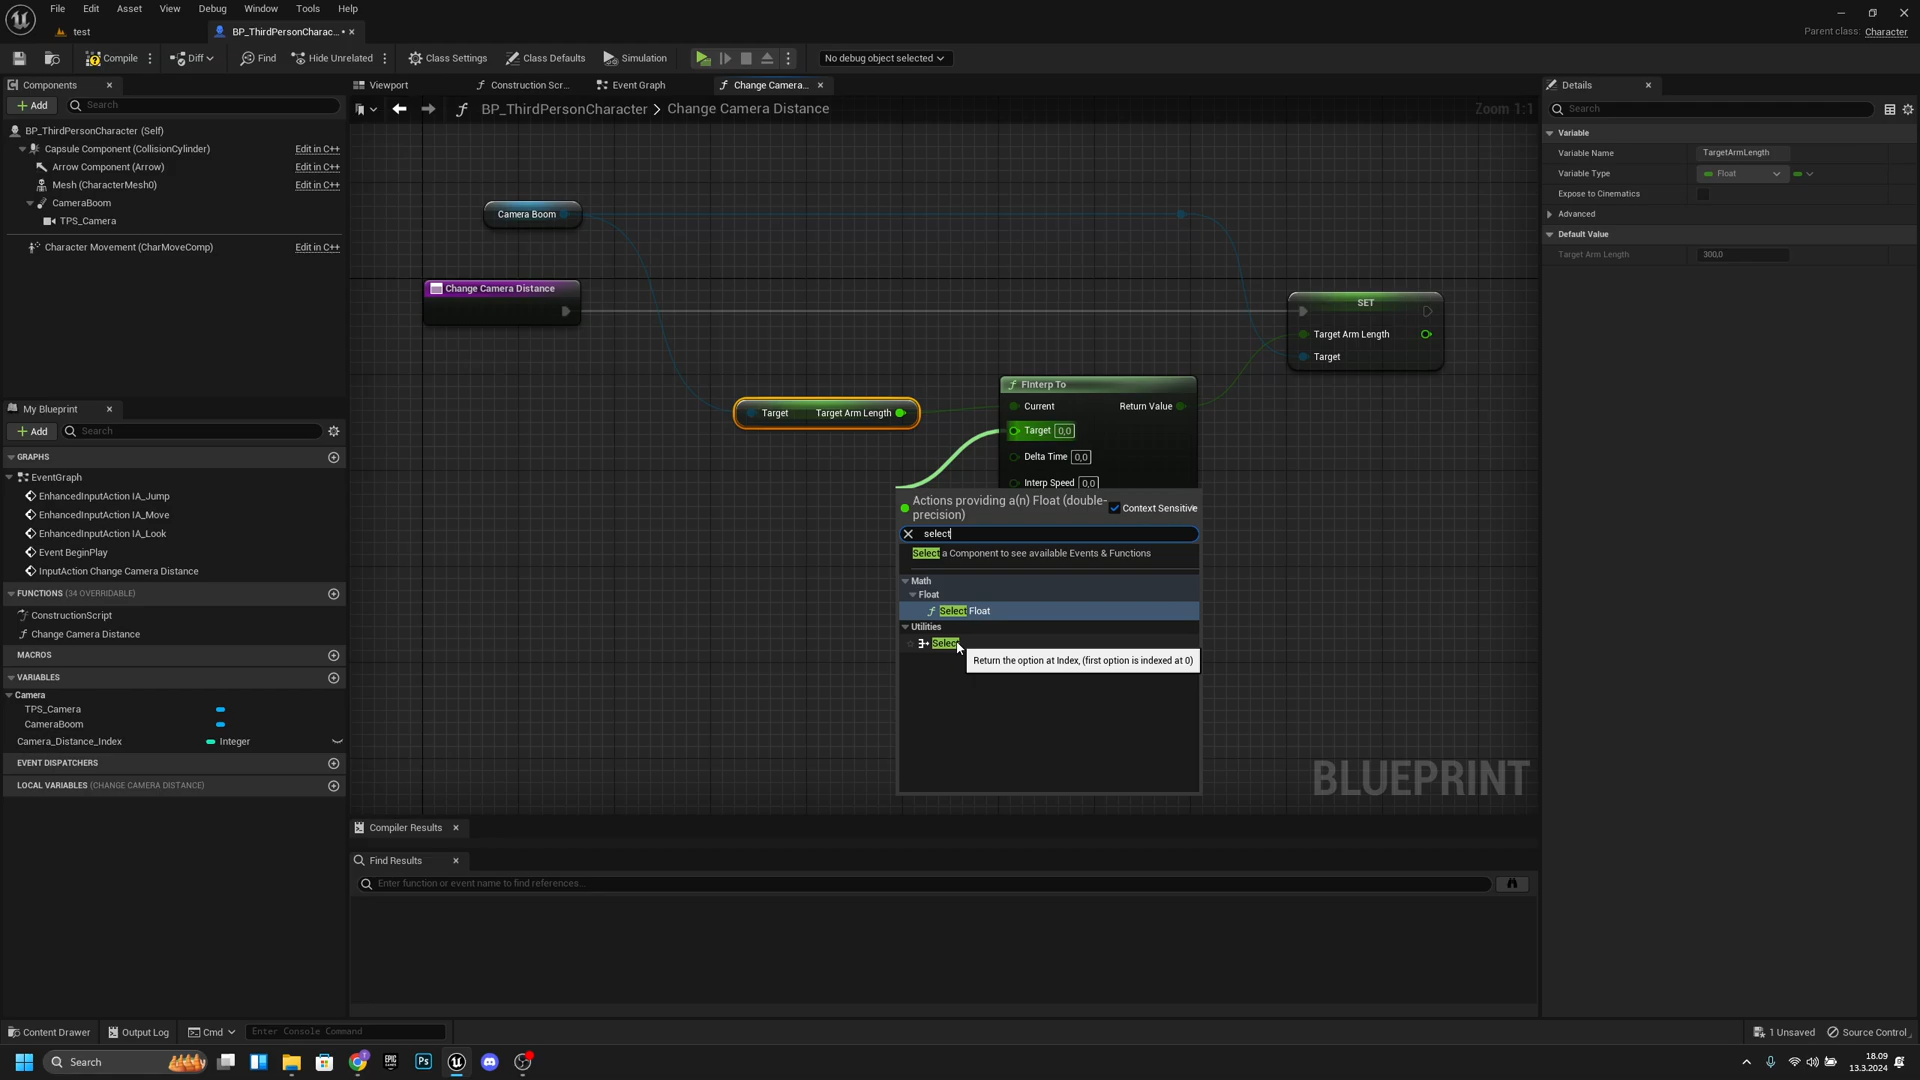 File Edit Asset View Debug Window Tools Help
test BP_ThirdPersonCharac...•
Parent class: Character
Compile Diff Find Hide Unrelated Class Settings Class Defaults Simulation No debug object selected
Components
Add Search
BP_ThirdPersonCharacter (Self)
Capsule Component (CollisionCylinder) Edit in C++
Arrow Component (Arrow) Edit in C++
Mesh (CharacterMesh0) Edit in C++
CameraBoom
TPS_Camera
Character Movement (CharMoveComp) Edit in C++
My Blueprint
Add Search
GRAPHS
EventGraph
EnhancedInputAction IA_Jump
EnhancedInputAction IA_Move
EnhancedInputAction IA_Look
Event BeginPlay
InputAction Change Camera Distance
FUNCTIONS (34 OVERRIDABLE)
ConstructionScript
Change Camera Distance
MACROS
VARIABLES
Camera
TPS_Camera
CameraBoom
Camera_Distance_Index Integer
EVENT DISPATCHERS
LOCAL VARIABLES (CHANGE CAMERA DISTANCE)
Viewport Construction Scr... Event Graph Change Camera...
BP_ThirdPersonCharacter > Change Camera Distance Zoom 1:1
Camera Boom
Change Camera Distance
SET
Target Arm Length
Target
Target Target Arm Length
FInterp To
Current Return Value
Target 0,0
Delta Time 0,0
Interp Speed 0,0
Actions providing a(n) Float (double-
precision) Context Sensitive
select
Select a Component to see available Events & Functions
Math
Float
Select Float
Utilities
Select
Return the option at Index, (first option is indexed at 0)
BLUEPRINT
Compiler Results
Find Results
Enter function or event name to find references...
Details
Search
Variable
Variable Name TargetArmLength
Variable Type Float
Expose to Cinematics
Advanced
Default Value
Target Arm Length 300,0
Content Drawer Output Log Cmd Enter Console Command 1 Unsaved Source Control
Search EPIC GAMES Ps
18.09
13.3.2024